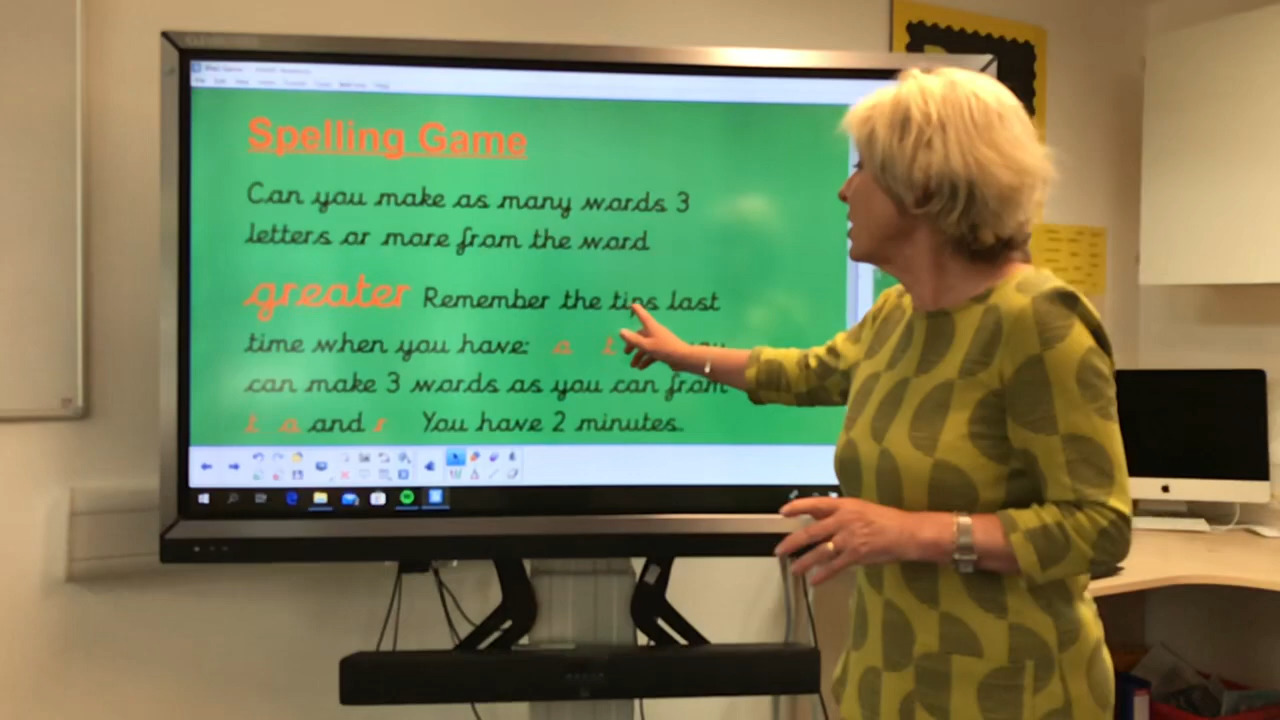 Spelling Game
Can you make as many words 3
letters or more from the word
greater Remember the tips last
time when you have: a t you
can make 3 words as you can from
t a and r You have 2 minutes.